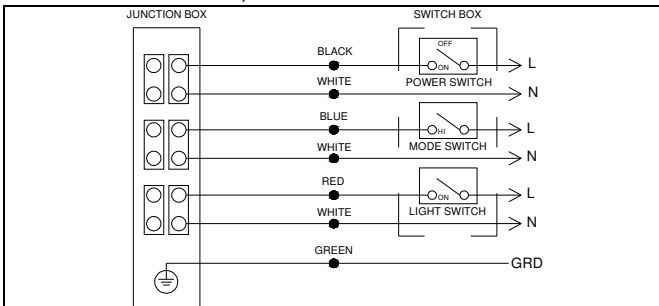 JUNCTION BOX
SWITCH BOX
OFF
BLACK
ON
L
POWER SWITCH
WHITE
N
BLUE
HI
L
MODE SWITCH
WHITE
N
RED
ON
L
LIGHT SWITCH
WHITE
N
GREEN
GRD